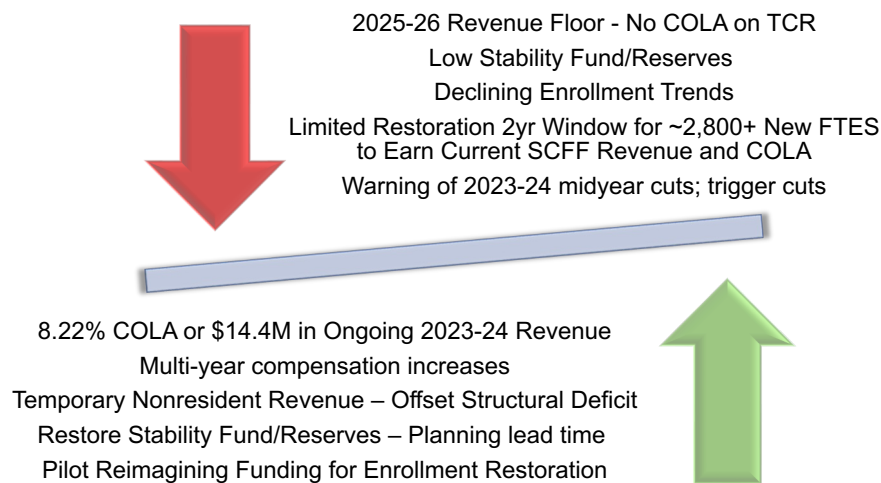 2025-26 Revenue Floor - No COLA on TCR
Low Stability Fund/Reserves
Declining Enrollment Trends
Limited Restoration 2yr Window for ~2,800+ New FTES
to Earn Current SCFF Revenue and COLA
Warning of 2023-24 midyear cuts; trigger cuts
8.22% COLA or $14.4M in Ongoing 2023-24 Revenue
Multi-year compensation increases
Temporary Nonresident Revenue – Offset Structural Deficit
Restore Stability Fund/Reserves – Planning lead time
Pilot Reimagining Funding for Enrollment Restoration